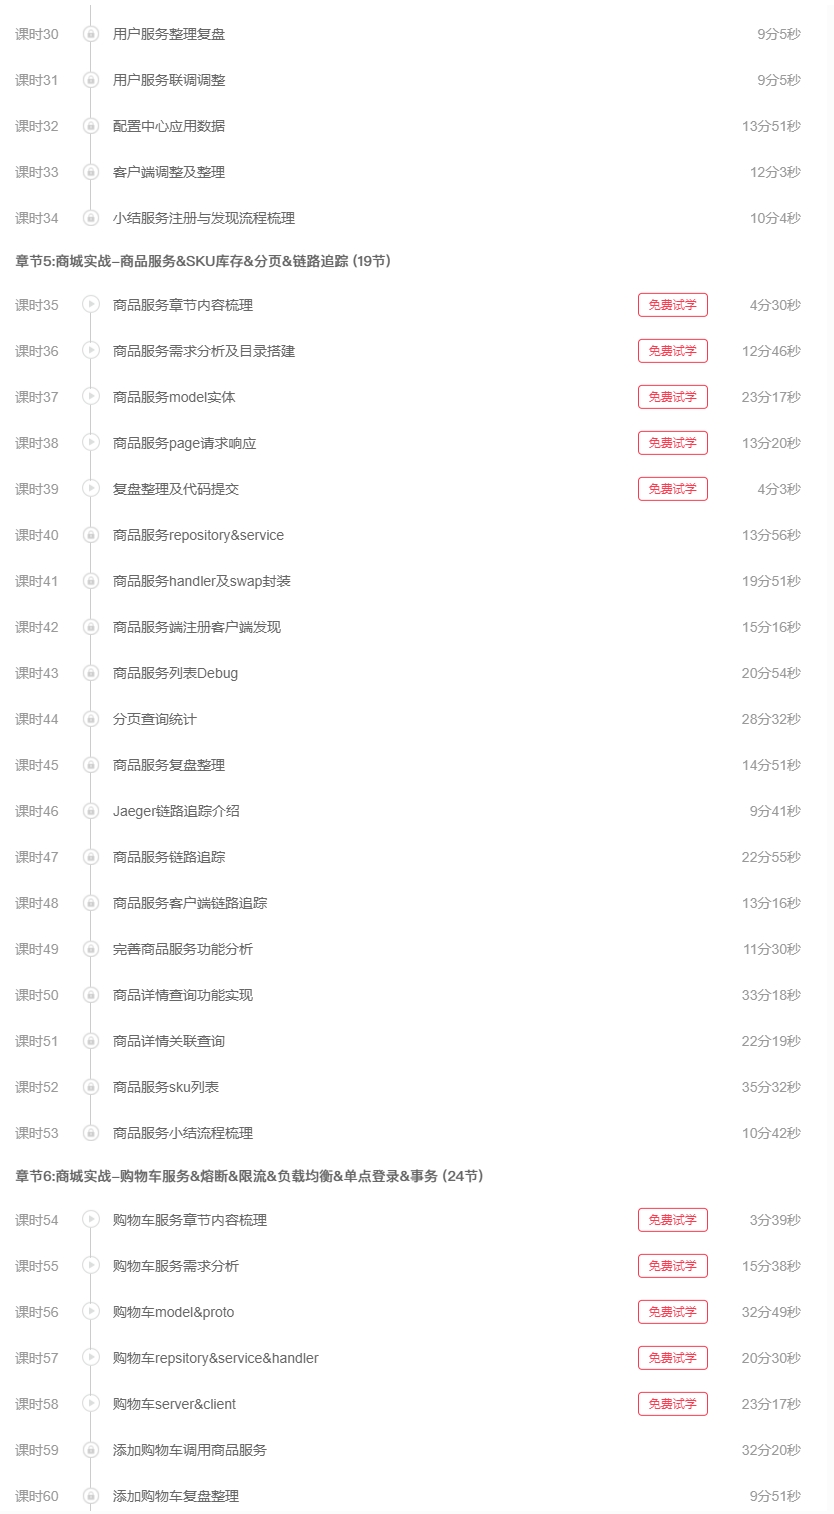 课时30 用户服务整理复盘 9分5秒
课时31 用户服务联调调整 9分5秒
课时32 配置中心应用数据 13分51秒
课时33 客户端调整及整理 12分3秒
课时34 小结服务注册与发现流程梳理 10分4秒
章节5:商城实战-商品服务&SKU库存&分页&链路追踪 (19节)
课时35 商品服务章节内容梳理 免费试学 4分30秒
课时36 商品服务需求分析及目录搭建 免费试学 12分46秒
课时37 商品服务model实体 免费试学 23分17秒
课时38 商品服务page请求响应 免费试学 13分20秒
课时39 复盘整理及代码提交 免费试学 4分3秒
课时40 商品服务repository&service 13分56秒
课时41 商品服务handler及swap封装 19分51秒
课时42 商品服务端注册客户端发现 15分16秒
课时43 商品服务列表Debug 20分54秒
课时44 分页查询统计 28分32秒
课时45 商品服务复盘整理 14分51秒
课时46 Jaeger链路追踪介绍 9分41秒
课时47 商品服务链路追踪 22分55秒
课时48 商品服务客户端链路追踪 13分16秒
课时49 完善商品服务功能分析 11分30秒
课时50 商品详情查询功能实现 33分18秒
课时51 商品详情关联查询 22分19秒
课时52 商品服务sku列表 35分32秒
课时53 商品服务小结流程梳理 10分42秒
章节6:商城实战-购物车服务&熔断&限流&负载均衡&单点登录&事务 (24节)
课时54 购物车服务章节内容梳理 免费试学 3分39秒
课时55 购物车服务需求分析 免费试学 15分38秒
课时56 购物车model&proto 免费试学 32分49秒
课时57 购物车repsitory&service&handler 免费试学 20分30秒
课时58 购物车server&client 免费试学 23分17秒
课时59 添加购物车调用商品服务 32分20秒
课时60 添加购物车复盘整理 9分51秒